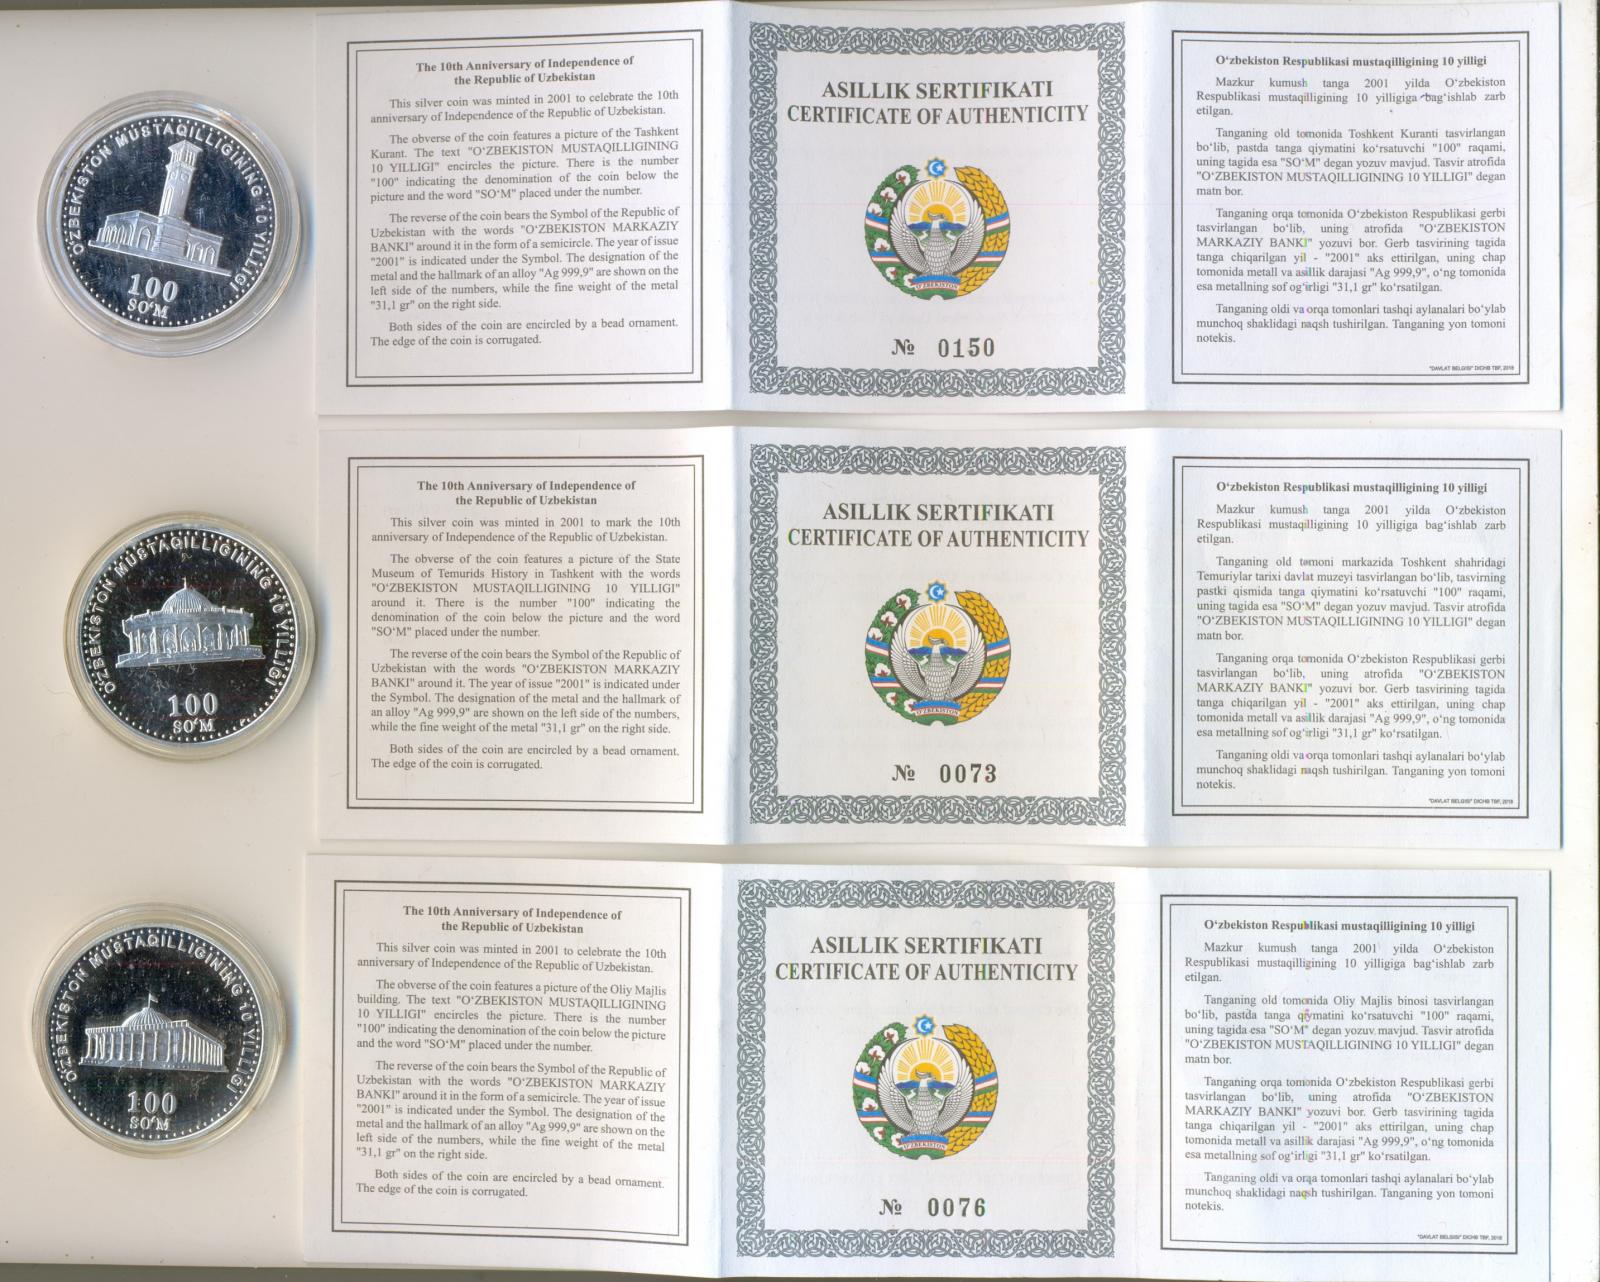 O‘ZBEKISTON MUSTAQILLIGINING 10 YILLIGI
100
SO‘M
The 10th Anniversary of Independence of
the Republic of Uzbekistan
This silver coin was minted in 2001 to celebrate the 10th
anniversary of Independence of the Republic of Uzbekistan.
The obverse of the coin features a picture of the Tashkent
Kurant. The text "O‘ZBEKISTON MUSTAQILLIGINING
10 YILLIGI" encircles the picture. There is the number
"100" indicating the denomination of the coin below the
picture and the word "SO‘M" placed under the number.
The reverse of the coin bears the Symbol of the Republic of
Uzbekistan with the words "O‘ZBEKISTON MARKAZIY
BANKI" around it in the form of a semicircle. The year of issue
"2001" is indicated under the Symbol. The designation of the
metal and the hallmark of an alloy "Ag 999,9" are shown on the
left side of the numbers, while the fine weight of the metal
"31,1 gr" on the right side.
Both sides of the coin are encircled by a bead ornament.
The edge of the coin is corrugated.
ASILLIK SERTIFIKATI
CERTIFICATE OF AUTHENTICITY
O‘ZBEKISTON
№ 0150
O‘zbekiston Respublikasi mustaqilligining 10 yilligi
Mazkur kumush tanga 2001 yilda O‘zbekiston
Respublikasi mustaqilligining 10 yilligiga bag‘ishlab zarb
etilgan.
Tanganing old tomonida Toshkent Kuranti tasvirlangan
bo‘lib, pastda tanga qiymatini ko‘rsatuvchi "100" raqami,
uning tagida esa "SO‘M" degan yozuv mavjud. Tasvir atrofida
"O‘ZBEKISTON MUSTAQILLIGINING 10 YILLIGI" degan
matn bor.
Tanganing orqa tomonida O‘zbekiston Respublikasi gerbi
tasvirlangan bo‘lib, uning atrofida "O‘ZBEKISTON
MARKAZIY BANKI" yozuvi bor. Gerb tasvirining tagida
tanga chiqarilgan yil - "2001" aks ettirilgan, uning chap
tomonida metall va asillik darajasi "Ag 999,9", o‘ng tomonida
esa metallning sof og‘irligi "31,1 gr" ko‘rsatilgan.
Tanganing oldi va orqa tomonlari tashqi aylanalari bo‘ylab
munchoq shaklidagi naqsh tushirilgan. Tanganing yon tomoni
notekis.
"DAVLAT BELGISI" DICHB TBF, 2018
O‘ZBEKISTON MUSTAQILLIGINING 10 YILLIGI
100
SO‘M
The 10th Anniversary of Independence of
the Republic of Uzbekistan
This silver coin was minted in 2001 to mark the 10th
anniversary of Independence of the Republic of Uzbekistan.
The obverse of the coin features a picture of the State
Museum of Temurids History in Tashkent with the words
"O‘ZBEKISTON MUSTAQILLIGINING 10 YILLIGI"
around it. There is the number "100" indicating the
denomination of the coin below the picture and the word
"SO‘M" placed under the number.
The reverse of the coin bears the Symbol of the Republic of
Uzbekistan with the words "O‘ZBEKISTON MARKAZIY
BANKI" around it. The year of issue "2001" is indicated under
the Symbol. The designation of the metal and the hallmark of
an alloy "Ag 999,9" are shown on the left side of the numbers,
while the fine weight of the metal "31,1 gr" on the right side.
Both sides of the coin are encircled by a bead ornament.
The edge of the coin is corrugated.
ASILLIK SERTIFIKATI
CERTIFICATE OF AUTHENTICITY
O‘ZBEKISTON
№ 0073
O‘zbekiston Respublikasi mustaqilligining 10 yilligi
Mazkur kumush tanga 2001 yilda O‘zbekiston
Respublikasi mustaqilligining 10 yilligiga bag‘ishlab zarb
etilgan.
Tanganing old tomoni markazida Toshkent shahridagi
Temuriylar tarixi davlat muzeyi tasvirlangan bo‘lib, tasvirning
pastki qismida tanga qiymatini ko‘rsatuvchi "100" raqami,
uning tagida esa "SO‘M" degan yozuv mavjud. Tasvir atrofida
"O‘ZBEKISTON MUSTAQILLIGINING 10 YILLIGI" degan
matn bor.
Tanganing orqa tomonida O‘zbekiston Respublikasi gerbi
tasvirlangan bo‘lib, uning atrofida "O‘ZBEKISTON
MARKAZIY BANKI" yozuvi bor. Gerb tasvirining tagida
tanga chiqarilgan yil - "2001" aks ettirilgan, uning chap
tomonida metall va asillik darajasi "Ag 999,9", o‘ng tomonida
esa metallning sof og‘irligi "31,1 gr" ko‘rsatilgan.
Tanganing oldi va orqa tomonlari tashqi aylanalari bo‘ylab
munchoq shaklidagi naqsh tushirilgan. Tanganing yon tomoni
notekis.
"DAVLAT BELGISI" DICHB TBF, 2018
O‘ZBEKISTON MUSTAQILLIGINING 10 YILLIGI
100
SO‘M
The 10th Anniversary of Independence of
the Republic of Uzbekistan
This silver coin was minted in 2001 to celebrate the 10th
anniversary of Independence of the Republic of Uzbekistan.
The obverse of the coin features a picture of the Oliy Majlis
building. The text "O‘ZBEKISTON MUSTAQILLIGINING
10 YILLIGI" encircles the picture. There is the number
"100" indicating the denomination of the coin below the picture
and the word "SO‘M" placed under the number.
The reverse of the coin bears the Symbol of the Republic of
Uzbekistan with the words "O‘ZBEKISTON MARKAZIY
BANKI" around it in the form of a semicircle. The year of issue
"2001" is indicated under the Symbol. The designation of the
metal and the hallmark of an alloy "Ag 999,9" are shown on the
left side of the numbers, while the fine weight of the metal
"31,1 gr" on the right side.
Both sides of the coin are encircled by a bead ornament.
The edge of the coin is corrugated.
ASILLIK SERTIFIKATI
CERTIFICATE OF AUTHENTICITY
O‘ZBEKISTON
№ 0076
O‘zbekiston Respublikasi mustaqilligining 10 yilligi
Mazkur kumush tanga 2001 yilda O‘zbekiston
Respublikasi mustaqilligining 10 yilligiga bag‘ishlab zarb
etilgan.
Tanganing old tomonida Oliy Majlis binosi tasvirlangan
bo‘lib, pastda tanga qiymatini ko‘rsatuvchi "100" raqami,
uning tagida esa "SO‘M" degan yozuv mavjud. Tasvir atrofida
"O‘ZBEKISTON MUSTAQILLIGINING 10 YILLIGI" degan
matn bor.
Tanganing orqa tomonida O‘zbekiston Respublikasi gerbi
tasvirlangan bo‘lib, uning atrofida "O‘ZBEKISTON
MARKAZIY BANKI" yozuvi bor. Gerb tasvirining tagida
tanga chiqarilgan yil - "2001" aks ettirilgan, uning chap
tomonida metall va asillik darajasi "Ag 999,9", o‘ng tomonida
esa metallning sof og‘irligi "31,1 gr" ko‘rsatilgan.
Tanganing oldi va orqa tomonlari tashqi aylanalari bo‘ylab
munchoq shaklidagi naqsh tushirilgan. Tanganing yon tomoni
notekis.
"DAVLAT BELGISI" DICHB TBF, 2018